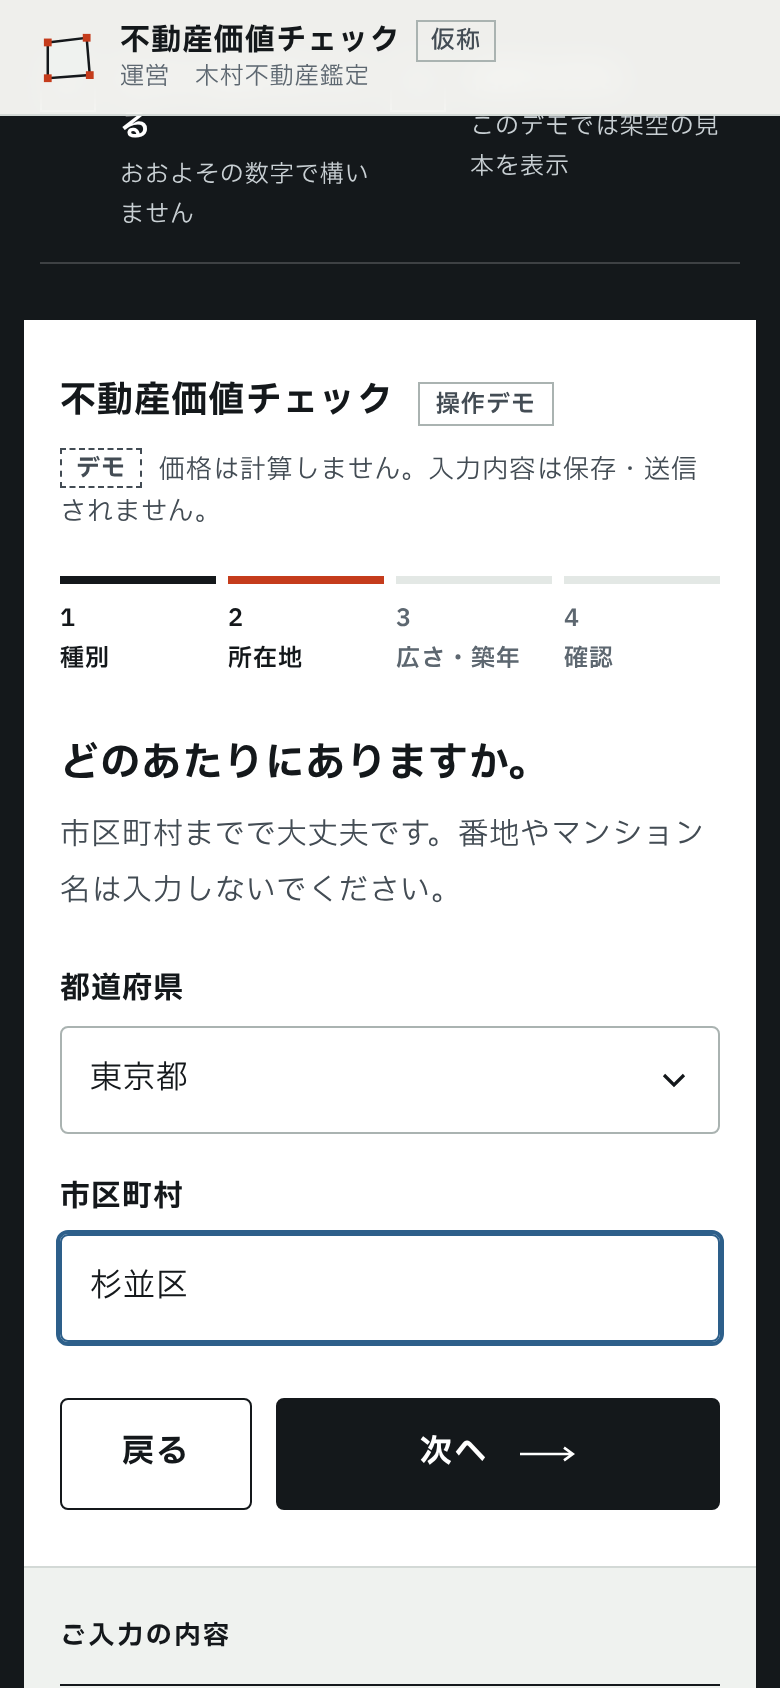 不動産価値チェック 仮称
運営 木村不動産鑑定
る
おおよその数字で構い
ません
このデモでは架空の見
本を表示
不動産価値チェック 操作デモ
デモ 価格は計算しません。入力内容は保存・送信
されません。
1
種別
2
所在地
3
広さ・築年
4
確認
どのあたりにありますか。
市区町村までで大丈夫です。番地やマンション
名は入力しないでください。
都道府県
東京都
市区町村
杉並区
戻る
次へ →
ご入力の内容